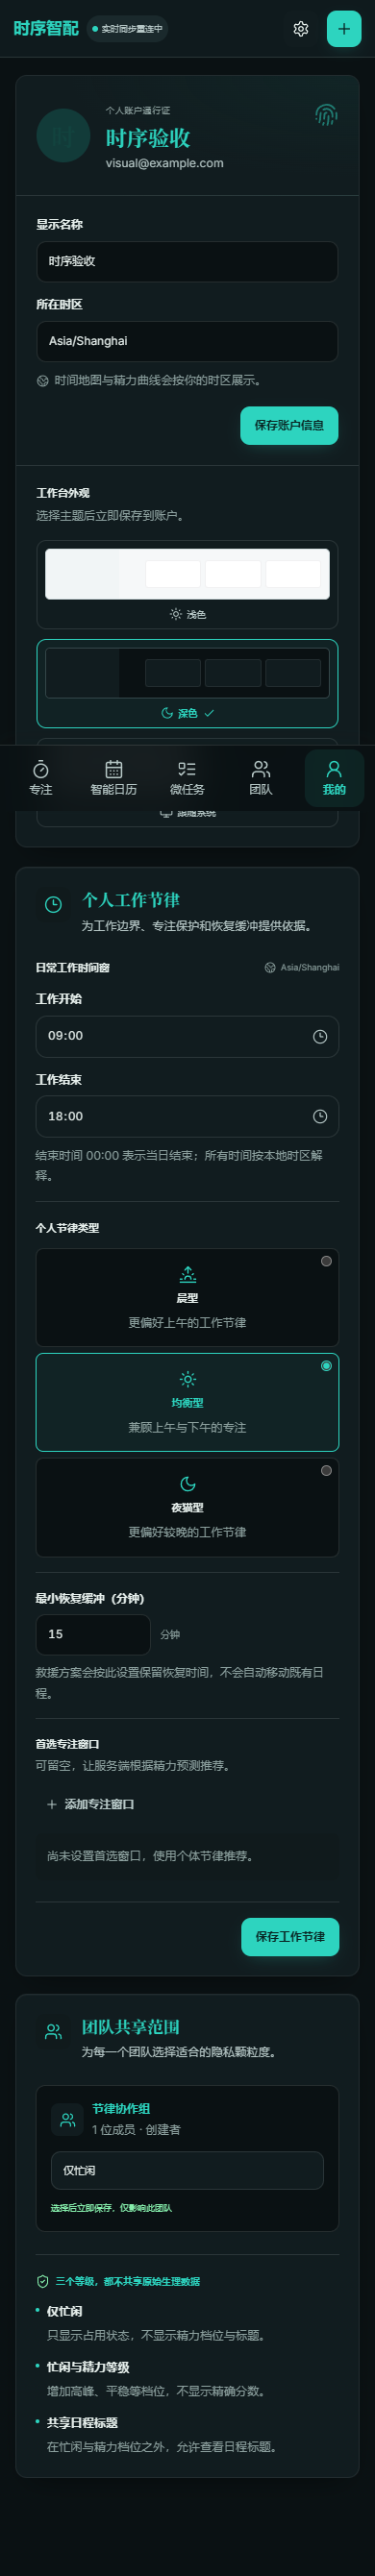 时序智配
实时同步重连中
时
个人账户通行证
时序验收
visual@example.com
显示名称
时序验收
所在时区
Asia/Shanghai
时间地图与精力曲线会按你的时区展示。
保存账户信息
工作台外观
选择主题后立即保存到账户。
浅色
深色
专注
智能日历
微任务
团队
我的
跟随系统
个人工作节律
为工作边界、专注保护和恢复缓冲提供依据。
日常工作时间窗
Asia/Shanghai
工作开始
09:00
工作结束
18:00
结束时间 00:00 表示当日结束；所有时间按本地时区解
释。
个人节律类型
晨型
更偏好上午的工作节律
均衡型
兼顾上午与下午的专注
夜猫型
更偏好较晚的工作节律
最小恢复缓冲（分钟）
15
分钟
救援方案会按此设置保留恢复时间，不会自动移动既有日
程。
首选专注窗口
可留空，让服务端根据精力预测推荐。
添加专注窗口
尚未设置首选窗口，使用个体节律推荐。
保存工作节律
团队共享范围
为每一个团队选择适合的隐私颗粒度。
节律协作组
1 位成员 · 创建者
仅忙闲
选择后立即保存，仅影响此团队
三个等级，都不共享原始生理数据
仅忙闲
只显示占用状态，不显示精力档位与标题。
忙闲与精力等级
增加高峰、平稳等档位，不显示精确分数。
共享日程标题
在忙闲与精力档位之外，允许查看日程标题。